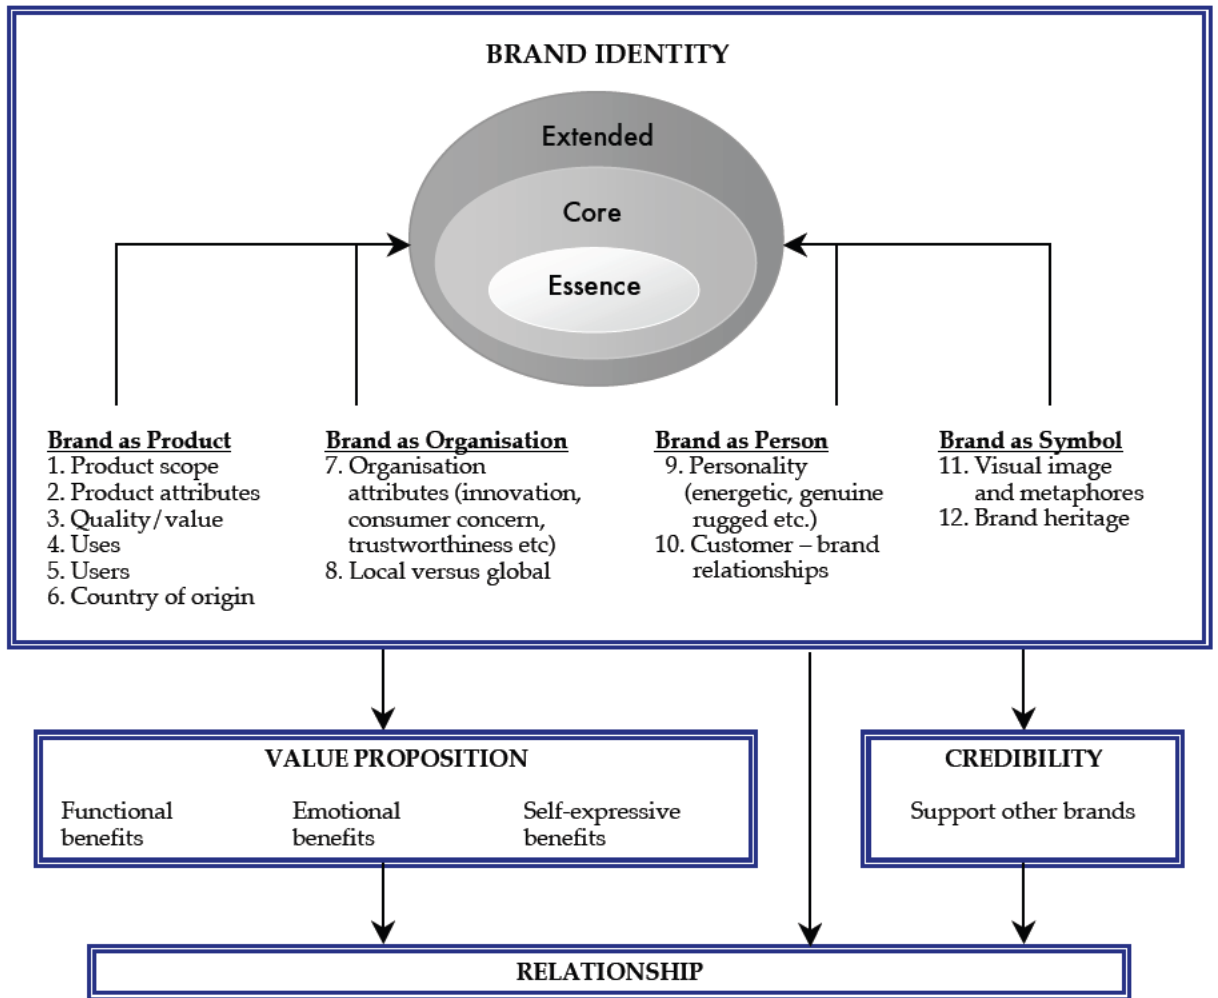 BRAND IDENTITY
Extended
Core
Essence
Brand as Product
1. Product scope
2. Product attributes
3. Quality/value
4. Uses
5. Users
6. Country of origin
Brand as Organisation
7. Organisation
attributes (innovation,
consumer concern,
trustworthiness etc)
8. Local versus global
Brand as Person
9. Personality
(energetic, genuine
rugged etc.)
10. Customer – brand
relationships
Brand as Symbol
11. Visual image
and metaphores
12. Brand heritage
VALUE PROPOSITION
Functional
benefits
Emotional
benefits
Self-expressive
benefits
CREDIBILITY
Support other brands
RELATIONSHIP